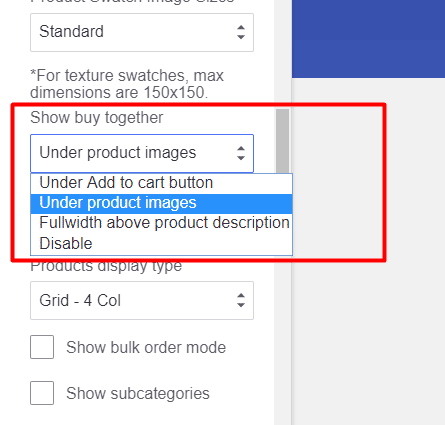 Product Swatch Image Sizes
Standard
*For texture swatches, max
dimensions are 150x150.
Show buy together
Under product images
Under Add to cart button
Under product images
Fullwidth above product description
Disable
Products display type
Grid - 4 Col
Show bulk order mode
Show subcategories